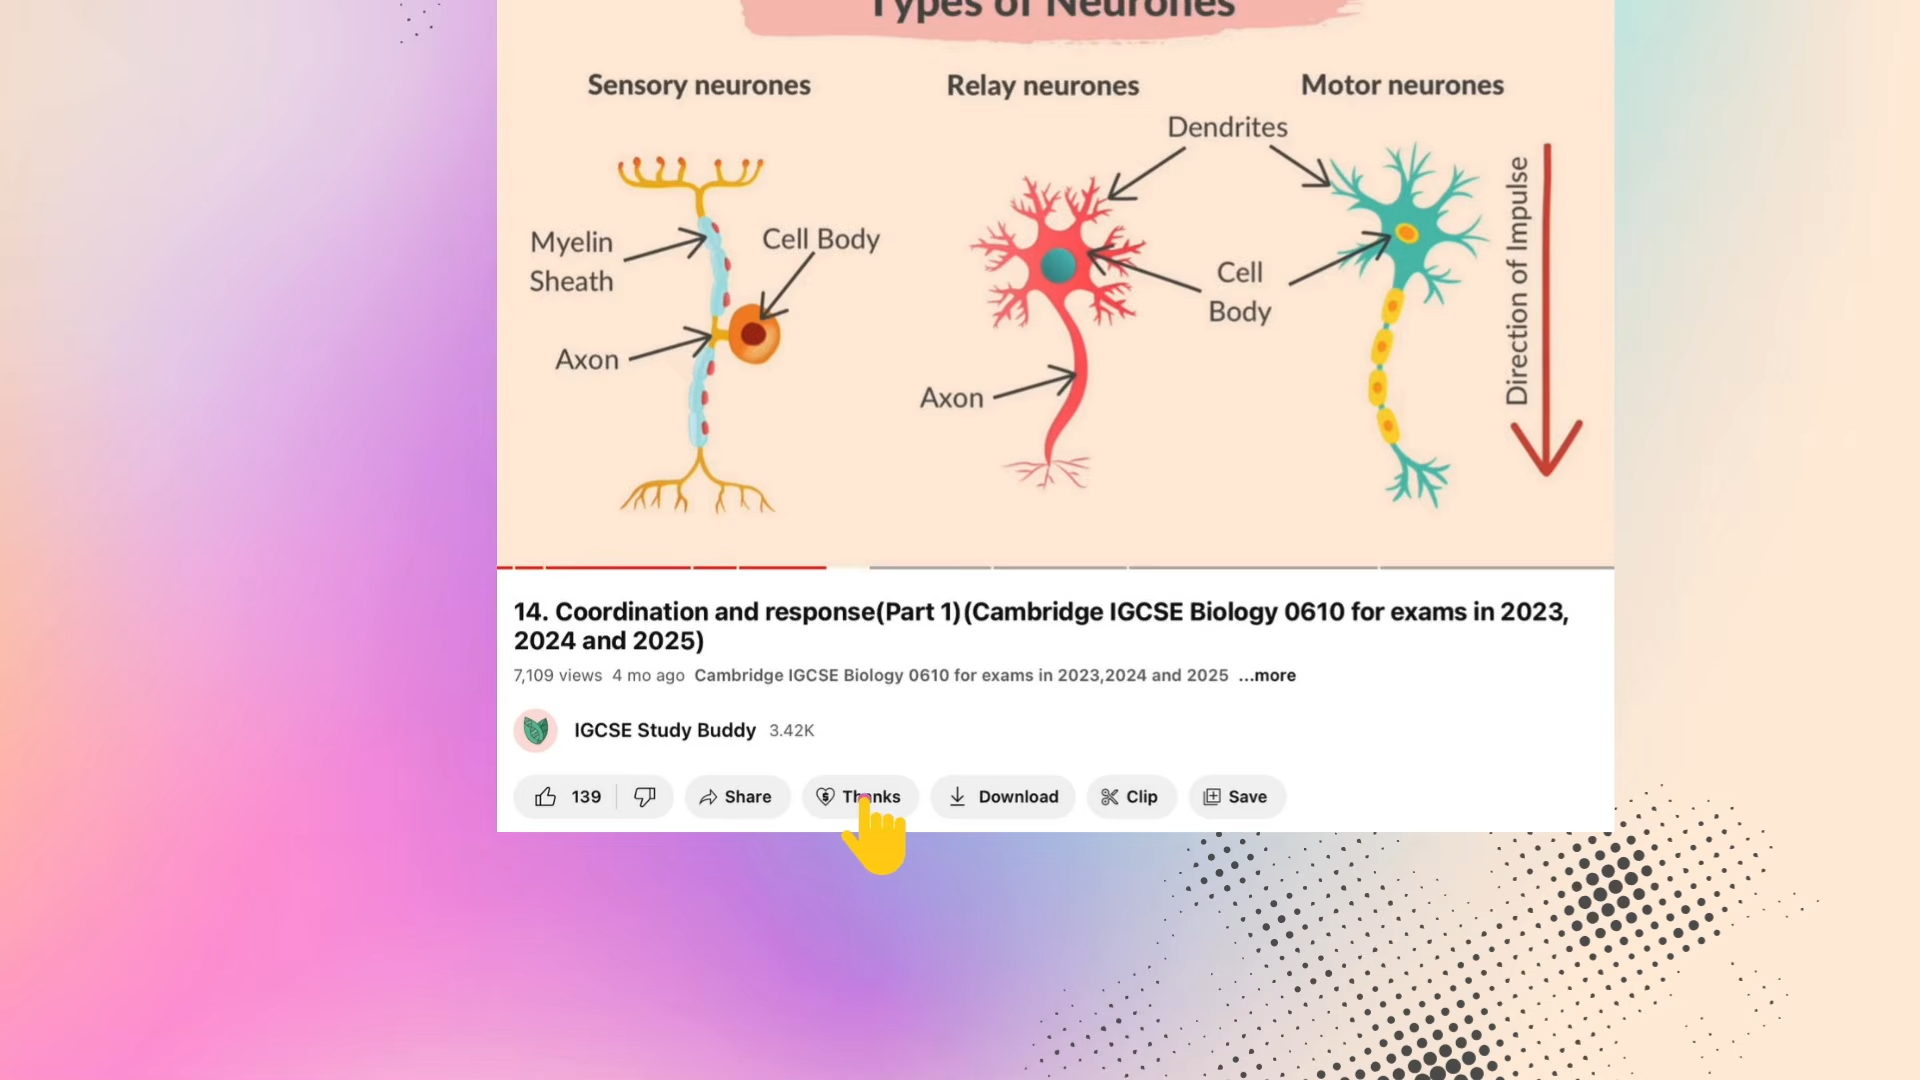 Types of Neurones
Sensory neurones
Relay neurones
Motor neurones
Dendrites
Myelin
Sheath
Cell Body
Axon
Cell
Body
Axon
Direction of Impulse
14. Coordination and response(Part 1)(Cambridge IGCSE Biology 0610 for exams in 2023,
2024 and 2025)
7,109 views 4 mo ago Cambridge IGCSE Biology 0610 for exams in 2023,2024 and 2025 ...more
IGCSE Study Buddy 3.42K
139 Share Thanks Download Clip Save